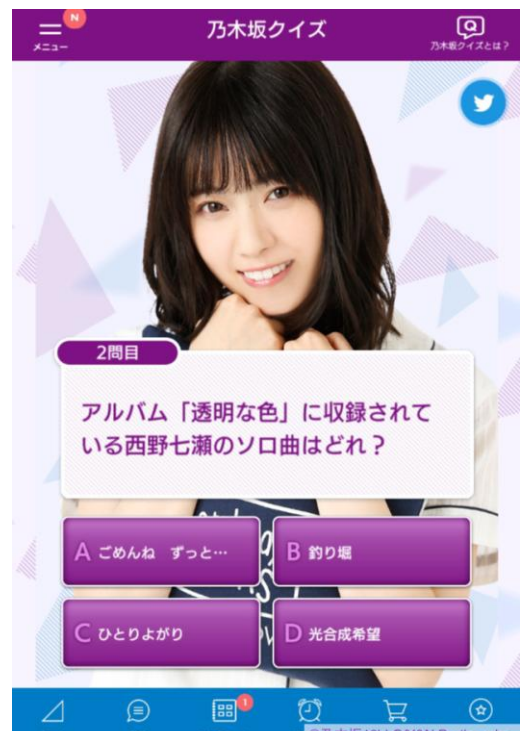 N
メニュー
乃木坂クイズ
Q
乃木坂クイズとは?
2問目
アルバム「透明な色」に収録されて
いる西野七瀬のソロ曲はどれ?
A ごめんね ずっと…
B 釣り堀
C ひとりよがり
D 光合成希望
1